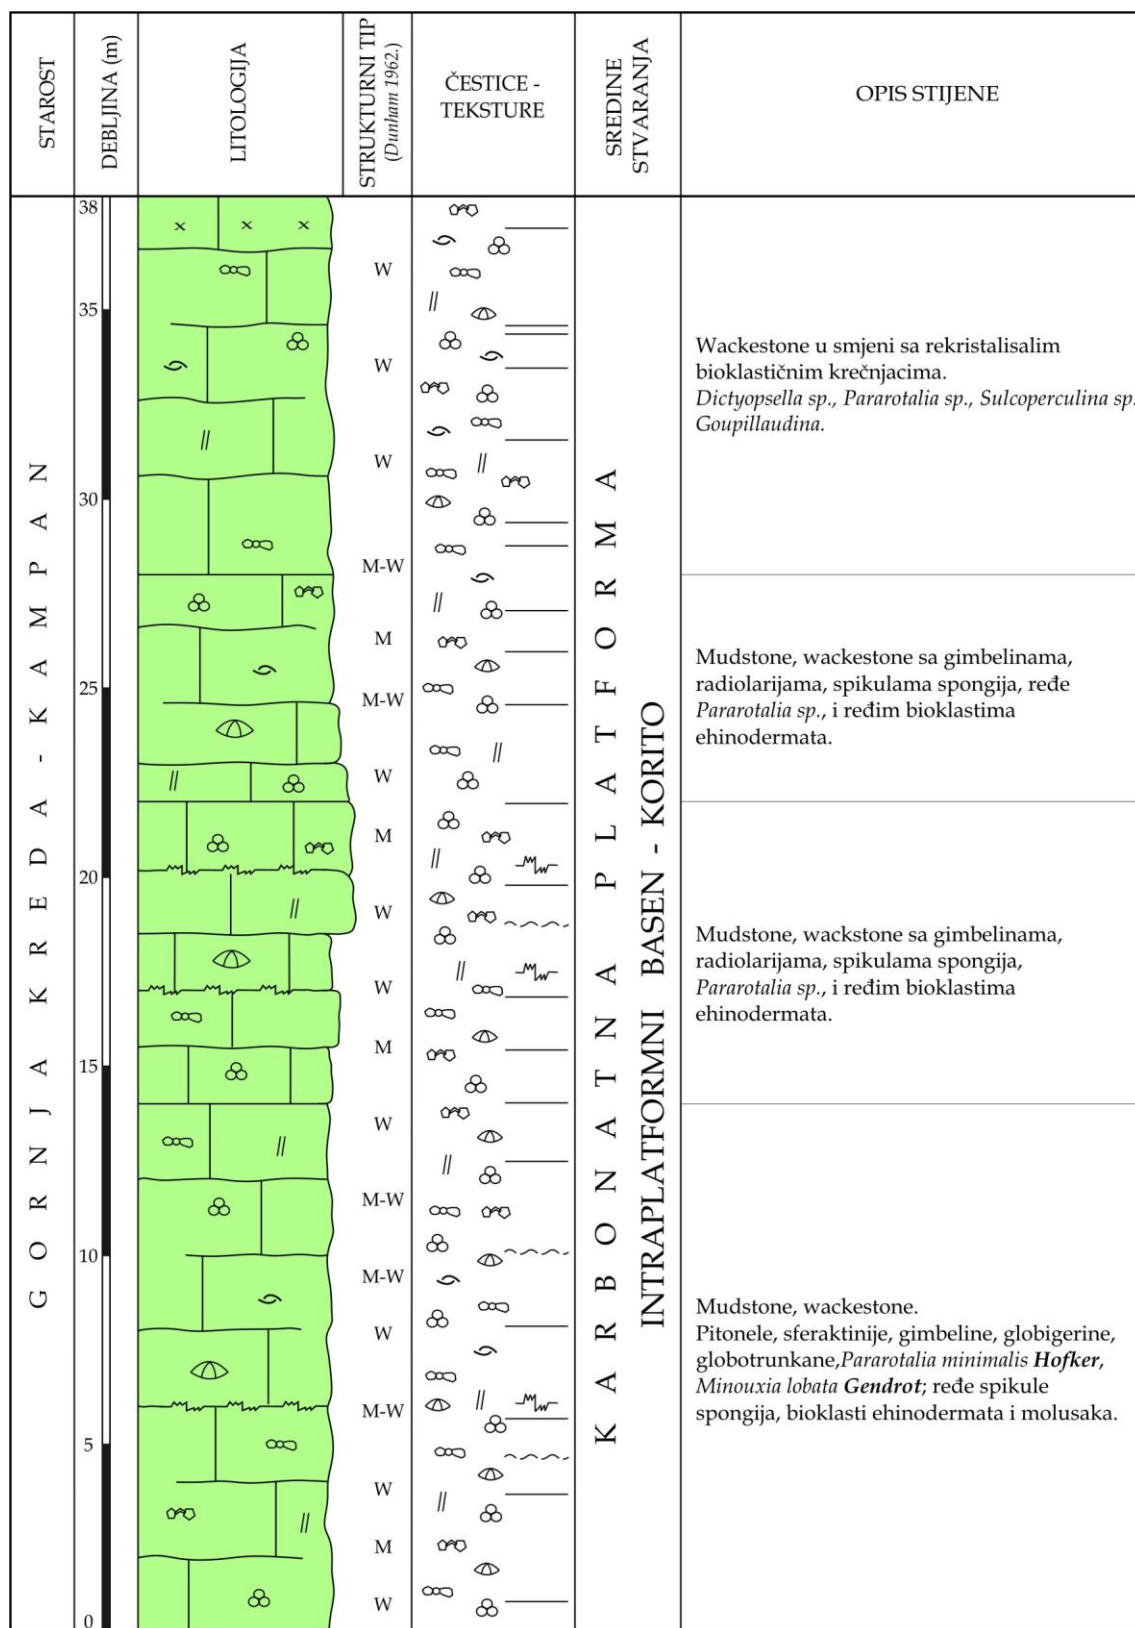 STAROST
DEBLJINA (m)
LITOLOGIJA
STRUKTURNI TIP
(Dunham 1962.)
ČESTICE -
TEKSTURE
SREDINE
STVARANJA
OPIS STIJENE
GORNJA KREDA - KAMPAN
38
35
30
25
20
15
10
5
0
x x x
W
W
W
M-W
M
M-W
W
M
W
W
M
W
M-W
M-W
W
M-W
W
M
W
KARBONATNA PLATFORMA
INTRAPLATFORMNI BASEN - KORITO
Wackestone u smjeni sa rekristalisalim
bioklastičnim krečnjacima.
Dictyopsella sp., Pararotalia sp., Sulcoperculina sp.
Goupillaudina.
Mudstone, wackestone sa gimbelinama,
radiolarijama, spikulama spongija, ređe
Pararotalia sp., i ređim bioklastima
ehinodermata.
Mudstone, wackstone sa gimbelinama,
radiolarijama, spikulama spongija,
Pararotalia sp., i ređim bioklastima
ehinodermata.
Mudstone, wackestone.
Pitonele, sferaktinije, gimbeline, globigerine,
globotrunkane,Pararotalia minimalis Hofker,
Minouxia lobata Gendrot; ređe spikule
spongija, bioklasti ehinodermata i molusaka.